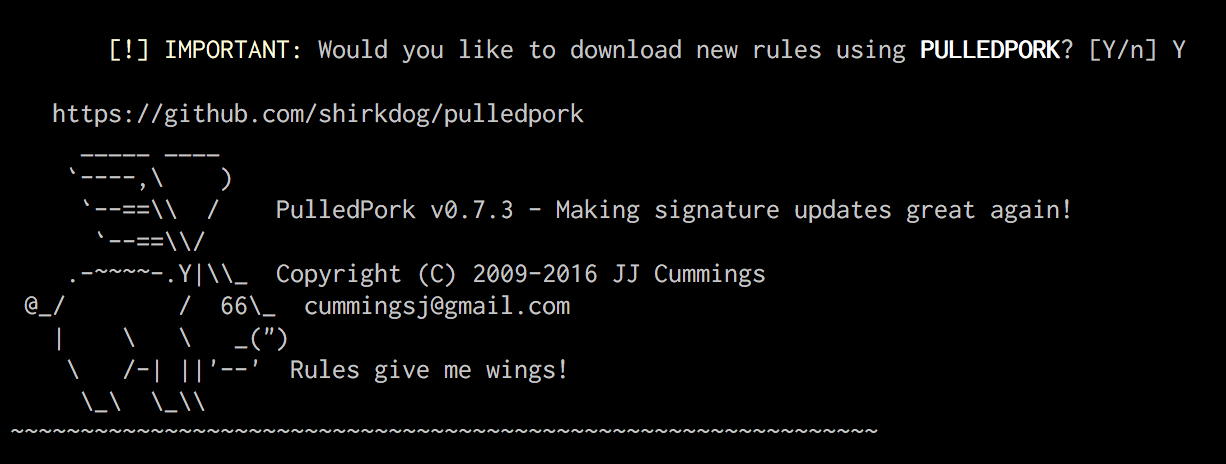 [!] IMPORTANT: Would you like to download new rules using PULLEDPORK? [Y/n] Y
https://github.com/shirkdog/pulledpork
      _____ ____
     `----,\    )
      `--==\\  /    PulledPork v0.7.3 - Making signature updates great again!
       `--==\\/
     .-~~~~-.Y|\\_  Copyright (C) 2009-2016 JJ Cummings
  @_/        /  66\_  cummingsj@gmail.com
    |    \   \   _(")
     \   /-| ||'--'  Rules give me wings!
      \_\  \_\\
~~~~~~~~~~~~~~~~~~~~~~~~~~~~~~~~~~~~~~~~~~~~~~~~~~~~~~~~~~~~~~